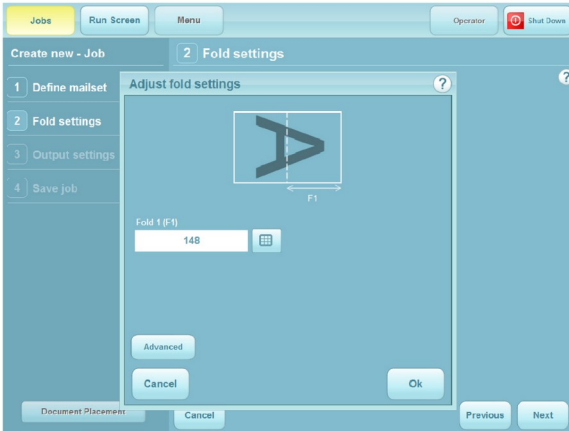 Jobs
Run Screen
Menu
Operator
Shut Down
Create new - Job
2 Fold settings
1 Define mailset
2 Fold settings
3 Output settings
4 Save job
Adjust fold settings
?
?
A
F1
Fold 1 (F1)
148
Advanced
Cancel
Ok
Document Placement
Cancel
Previous
Next